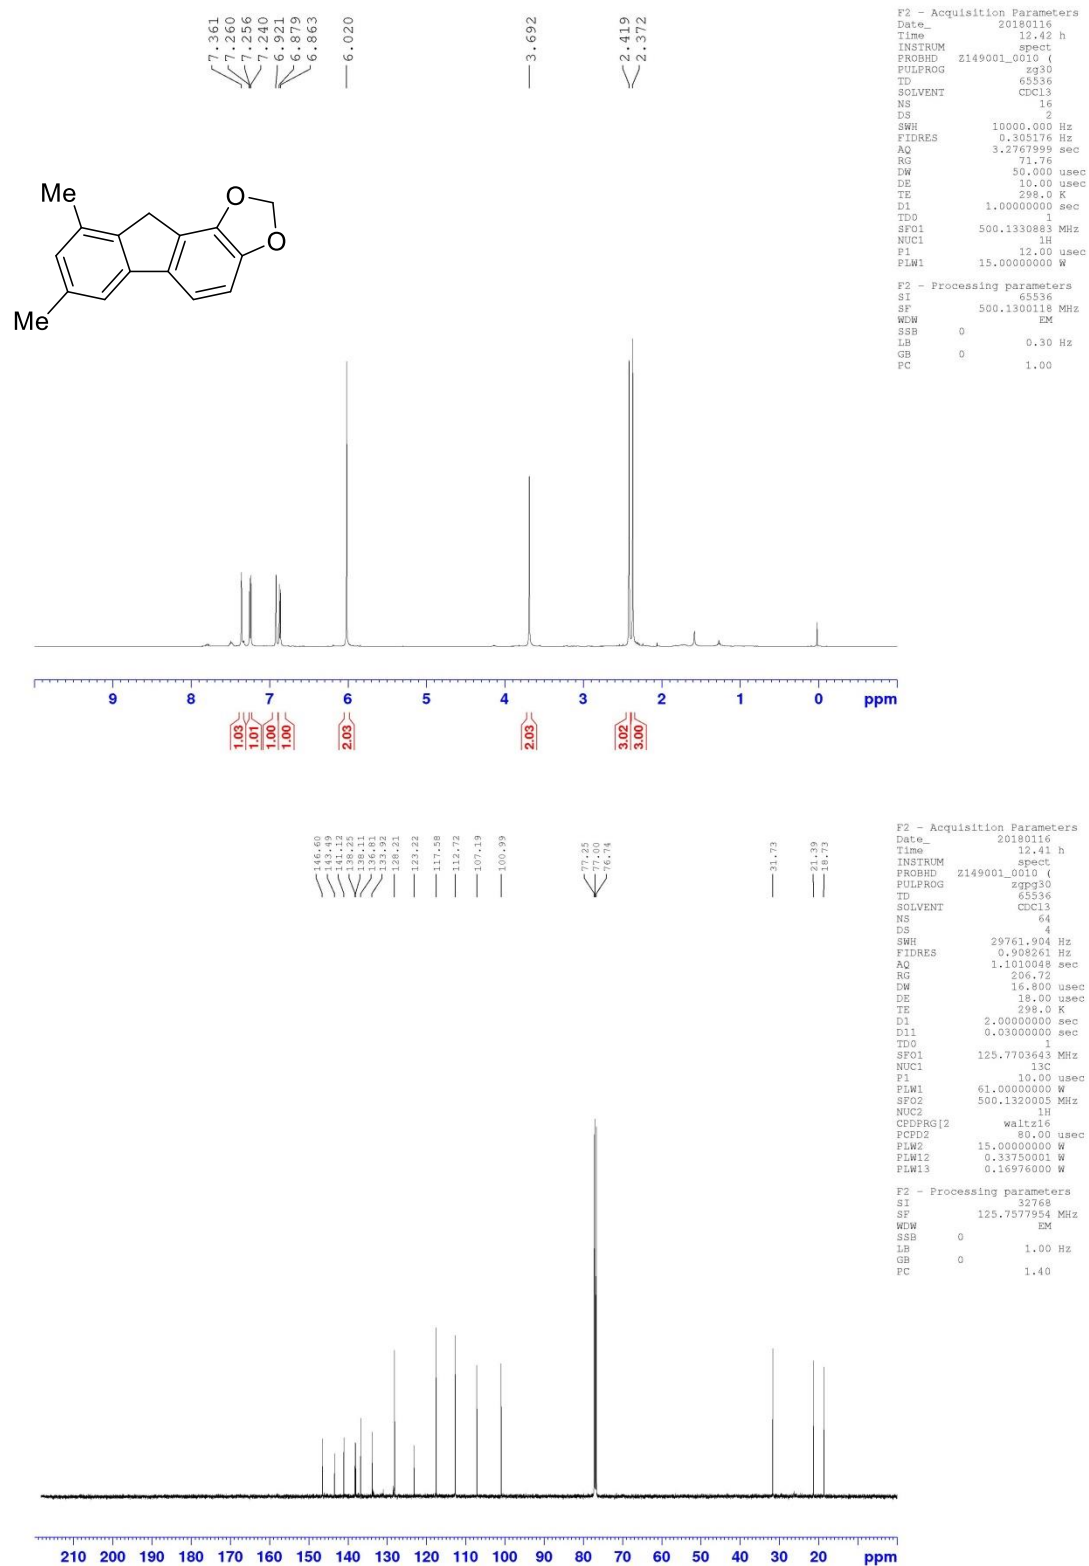 7.361
7.260
7.256
7.240
6.921
6.879
6.863
6.020
3.692
2.419
2.372
F2 - Acquisition Parameters
Date_ 20180116
Time 12.42 h
INSTRUM spect
PROBHD Z149001_0010 (
PULPROG zg30
TD 65536
SOLVENT CDCl3
NS 16
DS 2
SWH 10000.000 Hz
FIDRES 0.305176 Hz
AQ 3.2767999 sec
RG 71.76
DW 50.000 usec
DE 10.00 usec
TE 298.0 K
D1 1.00000000 sec
TD0 1
SFO1 500.1330883 MHz
NUC1 1H
P1 12.00 usec
PLW1 15.00000000 W
F2 - Processing parameters
SI 65536
SF 500.1300118 MHz
WDW EM
SSB 0
LB 0.30 Hz
GB 0
PC 1.00
Me
O
O
Me
9 8 7 6 5 4 3 2 1 0 ppm
1.03
1.01
1.00
1.00
2.03
2.03
3.02
3.00
146.60
143.49
141.12
138.25
138.11
136.81
133.92
128.21
123.22
117.58
112.72
107.19
100.99
77.25
77.00
76.74
31.73
21.39
18.73
F2 - Acquisition Parameters
Date_ 20180116
Time 12.41 h
INSTRUM spect
PROBHD Z149001_0010 (
PULPROG zgpg30
TD 65536
SOLVENT CDCl3
NS 64
DS 4
SWH 29761.904 Hz
FIDRES 0.908261 Hz
AQ 1.1010048 sec
RG 206.72
DW 16.800 usec
DE 18.00 usec
TE 298.0 K
D1 2.00000000 sec
D11 0.03000000 sec
TD0 1
SFO1 125.7703643 MHz
NUC1 13C
P1 10.00 usec
PLW1 61.00000000 W
SFO2 500.1320005 MHz
NUC2 1H
CPDPRG[2 waltz16
PCPD2 80.00 usec
PLW2 15.00000000 W
PLW12 0.33750001 W
PLW13 0.16976000 W
F2 - Processing parameters
SI 32768
SF 125.7577954 MHz
WDW EM
SSB 0
LB 1.00 Hz
GB 0
PC 1.40
210 200 190 180 170 160 150 140 130 120 110 100 90 80 70 60 50 40 30 20 ppm